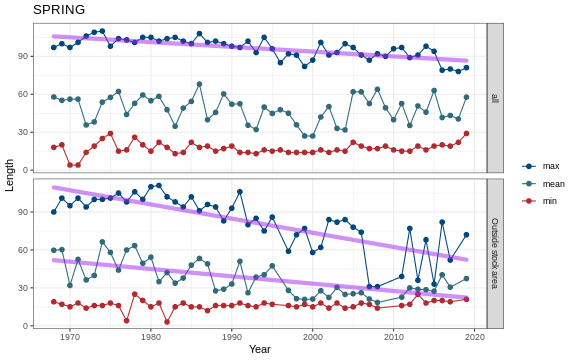 SPRING
90
60
30
0
all
90
60
30
0
Outside stock area
Length
1970
1980
1990
2000
2010
2020
Year
max
mean
min